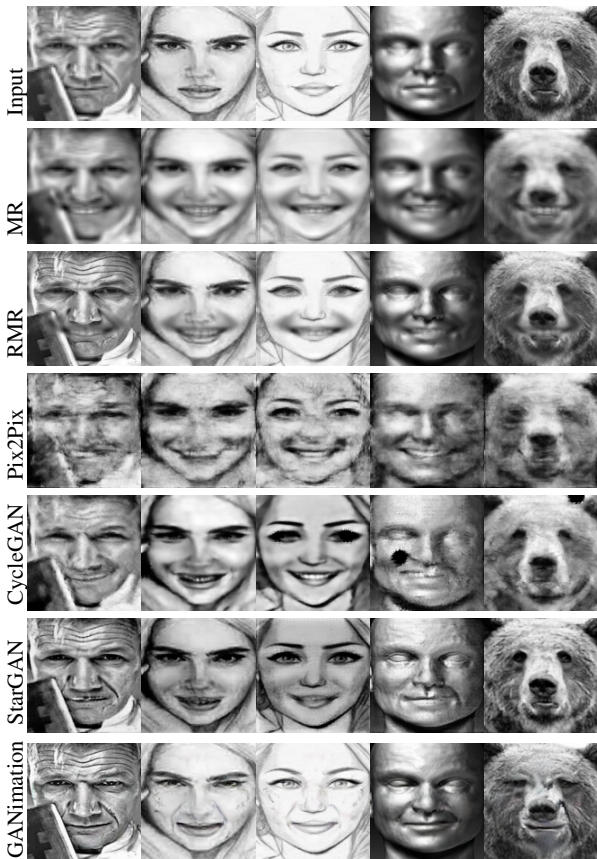 Input
MR
RMR
Pix2Pix
CycleGAN
StarGAN
GANimation